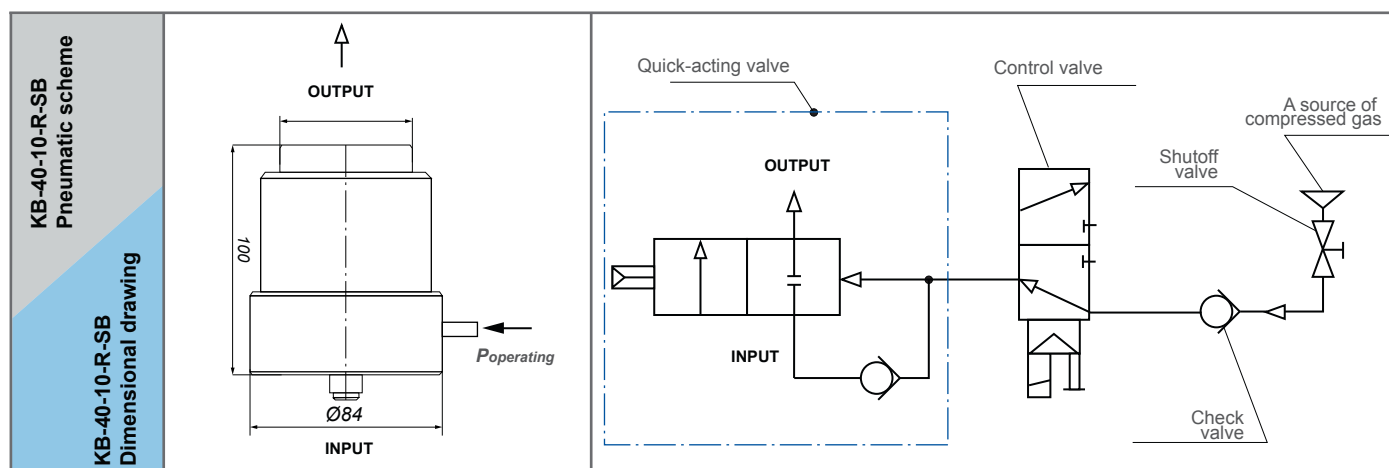 KB-40-10-R-SB
Pneumatic scheme
KB-40-10-R-SB
Dimensional drawing
OUTPUT
100
Poperating
Ø84
INPUT
Quick-acting valve
Control valve
A source of
compressed gas
Shutoff
valve
OUTPUT
INPUT
Check
valve